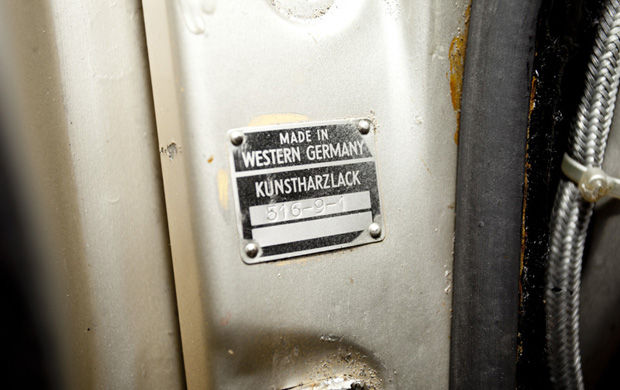 MADE IN
WESTERN GERMANY
KUNSTHARZLACK
516-9-1